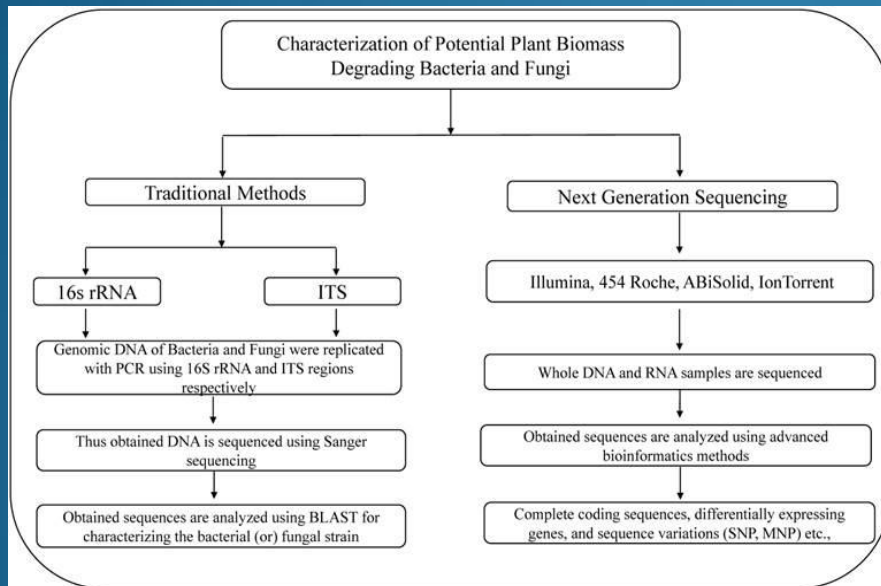 Characterization of Potential Plant Biomass
Degrading Bacteria and Fungi
Traditional Methods
Next Generation Sequencing
16s rRNA
ITS
Illumina, 454 Roche, ABiSolid, IonTorrent
Genomic DNA of Bacteria and Fungi were replicated
with PCR using 16S rRNA and ITS regions
respectively
Whole DNA and RNA samples are sequenced
Thus obtained DNA is sequenced using Sanger
sequencing
Obtained sequences are analyzed using advanced
bioinformatics methods
Obtained sequences are analyzed using BLAST for
characterizing the bacterial (or) fungal strain
Complete coding sequences, differentially expressing
genes, and sequence variations (SNP, MNP) etc.,